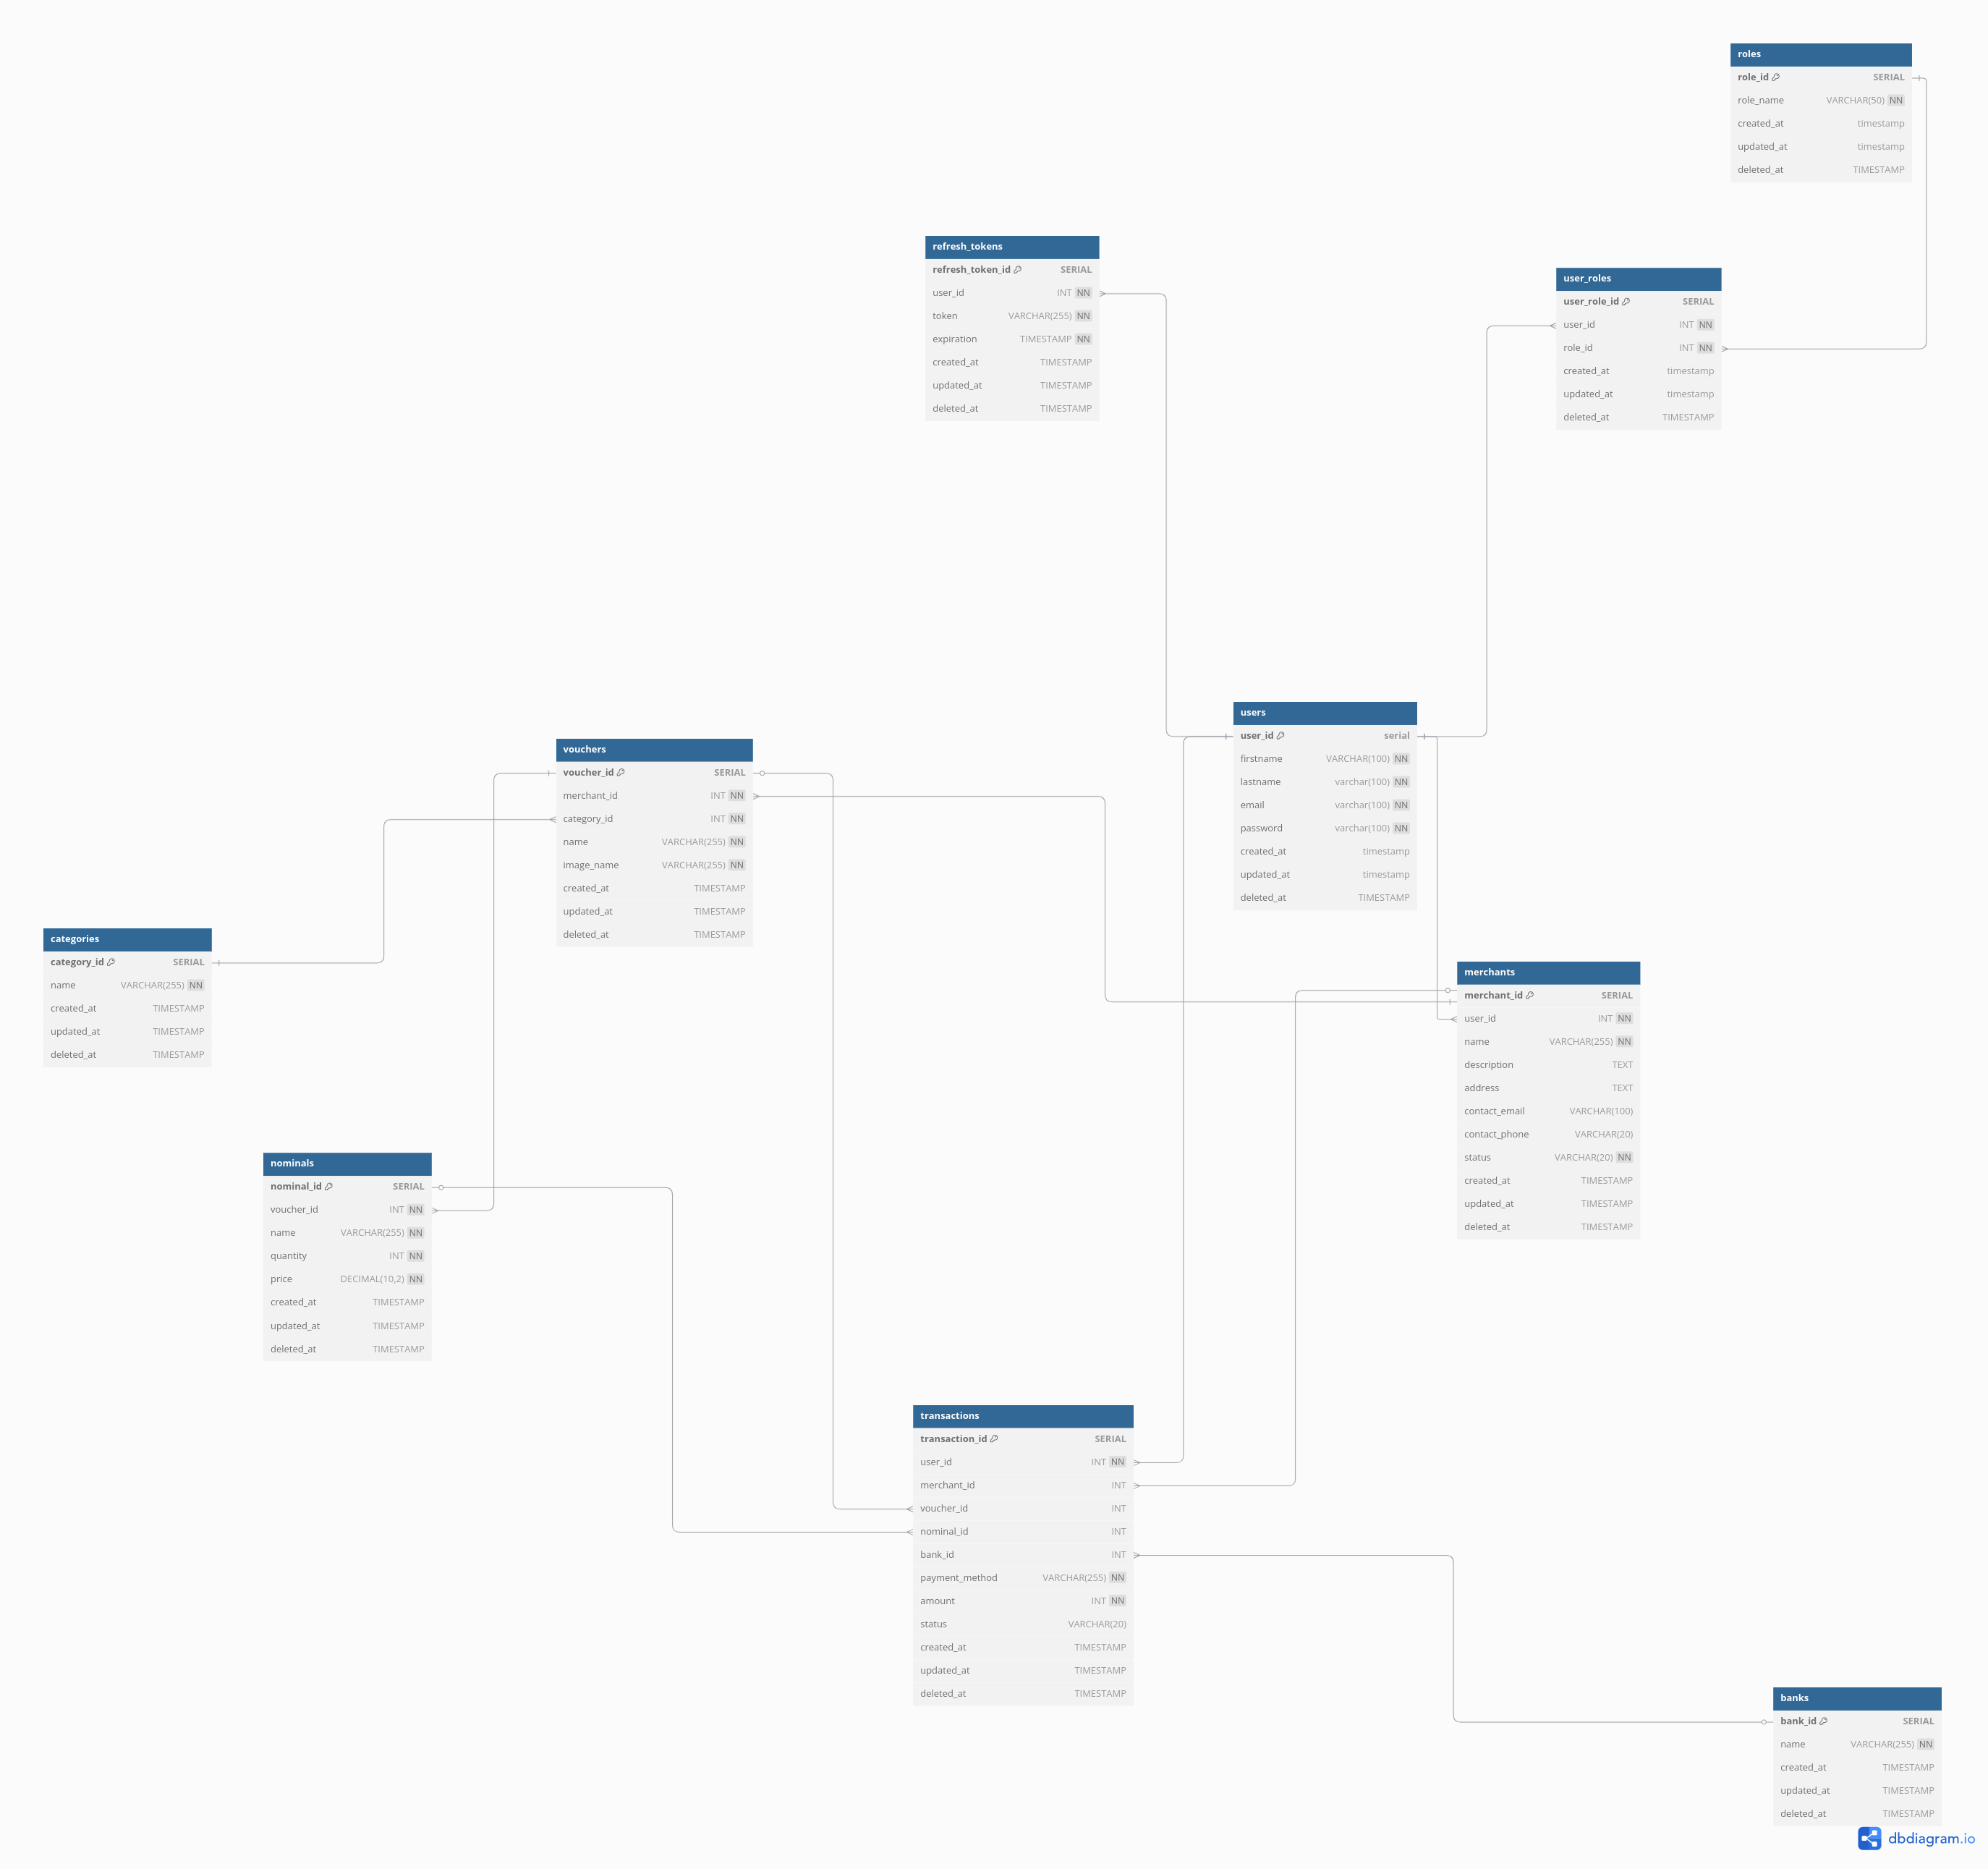 roles
role_id SERIAL
role_name VARCHAR(50) NN
created_at timestamp
updated_at timestamp
deleted_at TIMESTAMP
refresh_tokens
refresh_token_id SERIAL
user_id INT NN
token VARCHAR(255) NN
expiration TIMESTAMP NN
created_at TIMESTAMP
updated_at TIMESTAMP
deleted_at TIMESTAMP
user_roles
user_role_id SERIAL
user_id INT NN
role_id INT NN
created_at timestamp
updated_at timestamp
deleted_at TIMESTAMP
users
user_id serial
firstname VARCHAR(100) NN
lastname varchar(100) NN
email varchar(100) NN
password varchar(100) NN
created_at timestamp
updated_at timestamp
deleted_at TIMESTAMP
vouchers
voucher_id SERIAL
merchant_id INT NN
category_id INT NN
name VARCHAR(255) NN
image_name VARCHAR(255) NN
created_at TIMESTAMP
updated_at TIMESTAMP
deleted_at TIMESTAMP
categories
category_id SERIAL
name VARCHAR(255) NN
created_at TIMESTAMP
updated_at TIMESTAMP
deleted_at TIMESTAMP
merchants
merchant_id SERIAL
user_id INT NN
name VARCHAR(255) NN
description TEXT
address TEXT
contact_email VARCHAR(100)
contact_phone VARCHAR(20)
status VARCHAR(20) NN
created_at TIMESTAMP
updated_at TIMESTAMP
deleted_at TIMESTAMP
nominals
nominal_id SERIAL
voucher_id INT NN
name VARCHAR(255) NN
quantity INT NN
price DECIMAL(10,2) NN
created_at TIMESTAMP
updated_at TIMESTAMP
deleted_at TIMESTAMP
transactions
transaction_id SERIAL
user_id INT NN
merchant_id INT
voucher_id INT
nominal_id INT
bank_id INT
payment_method VARCHAR(255) NN
amount INT NN
status VARCHAR(20)
created_at TIMESTAMP
updated_at TIMESTAMP
deleted_at TIMESTAMP
banks
bank_id SERIAL
name VARCHAR(255) NN
created_at TIMESTAMP
updated_at TIMESTAMP
deleted_at TIMESTAMP
dbdiagram.io